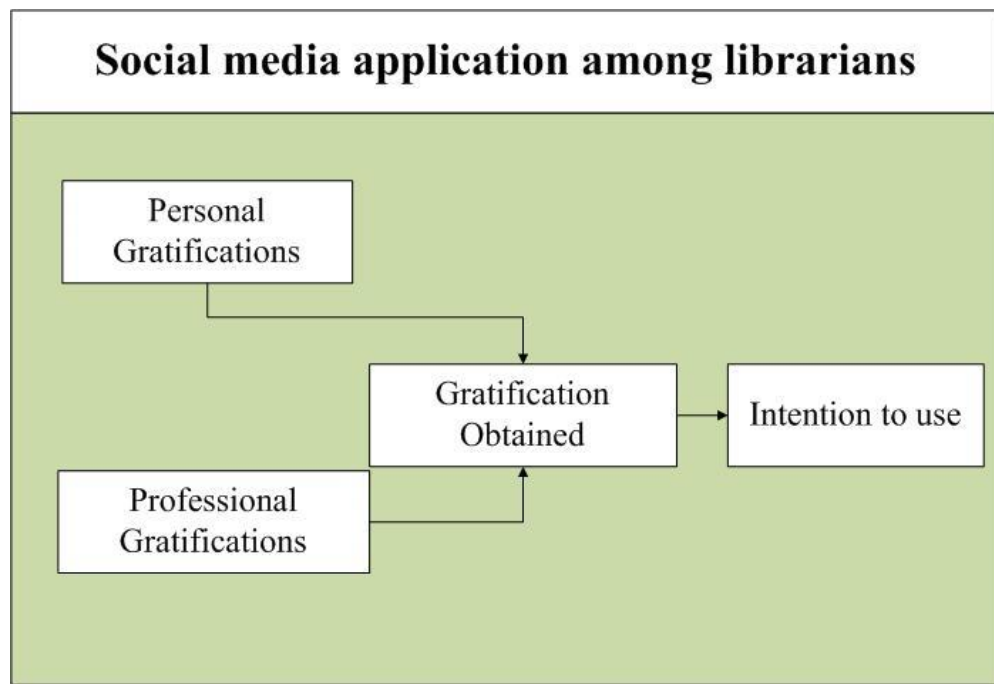 Social media application among librarians
Personal
Gratifications
Gratification
Obtained
Intention to use
Professional
Gratifications